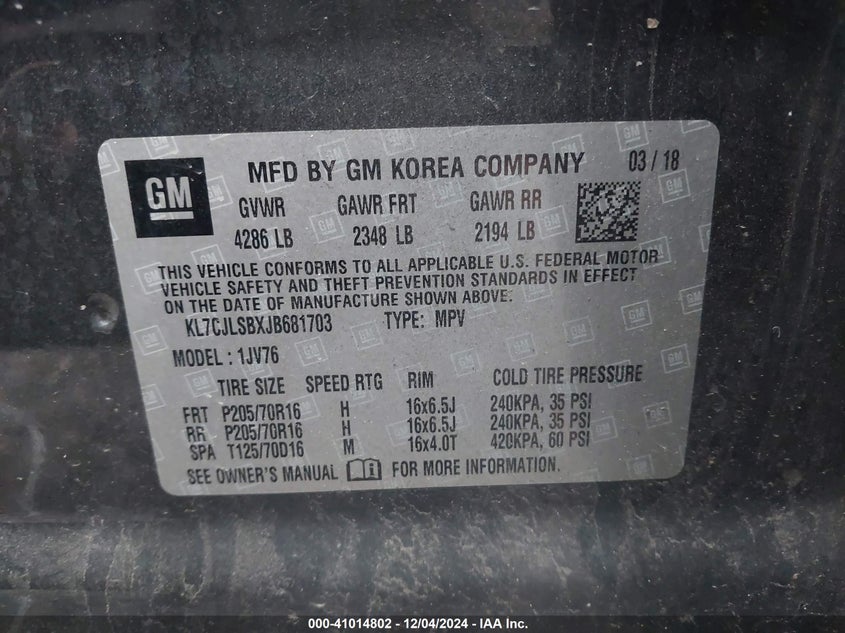 GM
MFD BY GM KOREA COMPANY 03 / 18
GVWR GAWR FRT GAWR RR
4286 LB 2348 LB 2194 LB
THIS VEHICLE CONFORMS TO ALL APPLICABLE U.S. FEDERAL MOTOR
VEHICLE SAFETY AND THEFT PREVENTION STANDARDS IN EFFECT
ON THE DATE OF MANUFACTURE SHOWN ABOVE:
KL7CJLSBXJB681703 TYPE: MPV
MODEL : 1JV76
TIRE SIZE SPEED RTG RIM COLD TIRE PRESSURE
FRT P205/70R16 H 16x6.5J 240KPA, 35 PSI
RR P205/70R16 H 16x6.5J 240KPA, 35 PSI
SPA T125/70D16 M 16x4.0T 420KPA, 60 PSI
SEE OWNER'S MANUAL FOR MORE INFORMATION.
000-41014802 - 12/04/2024 - IAA Inc.